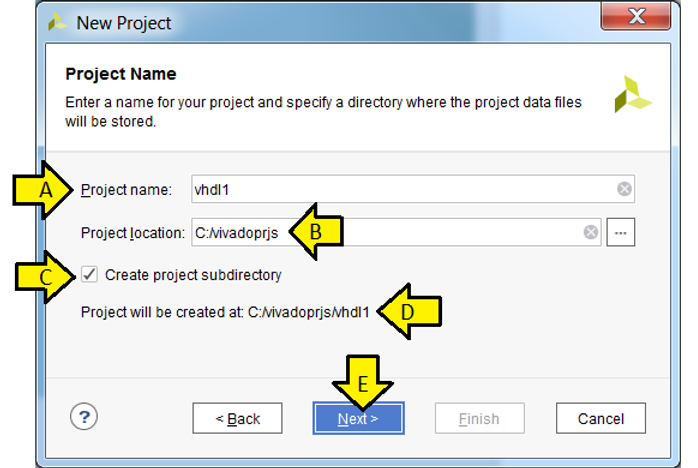 New Project
X
Project Name
Enter a name for your project and specify a directory where the project data files
will be stored.
A
Project name: vhdl1
Project location: C:/vivadoprjs B ...
C
Create project subdirectory
Project will be created at: C:/vivadoprjs/vhdl1 D
E
? < Back Next > Finish Cancel